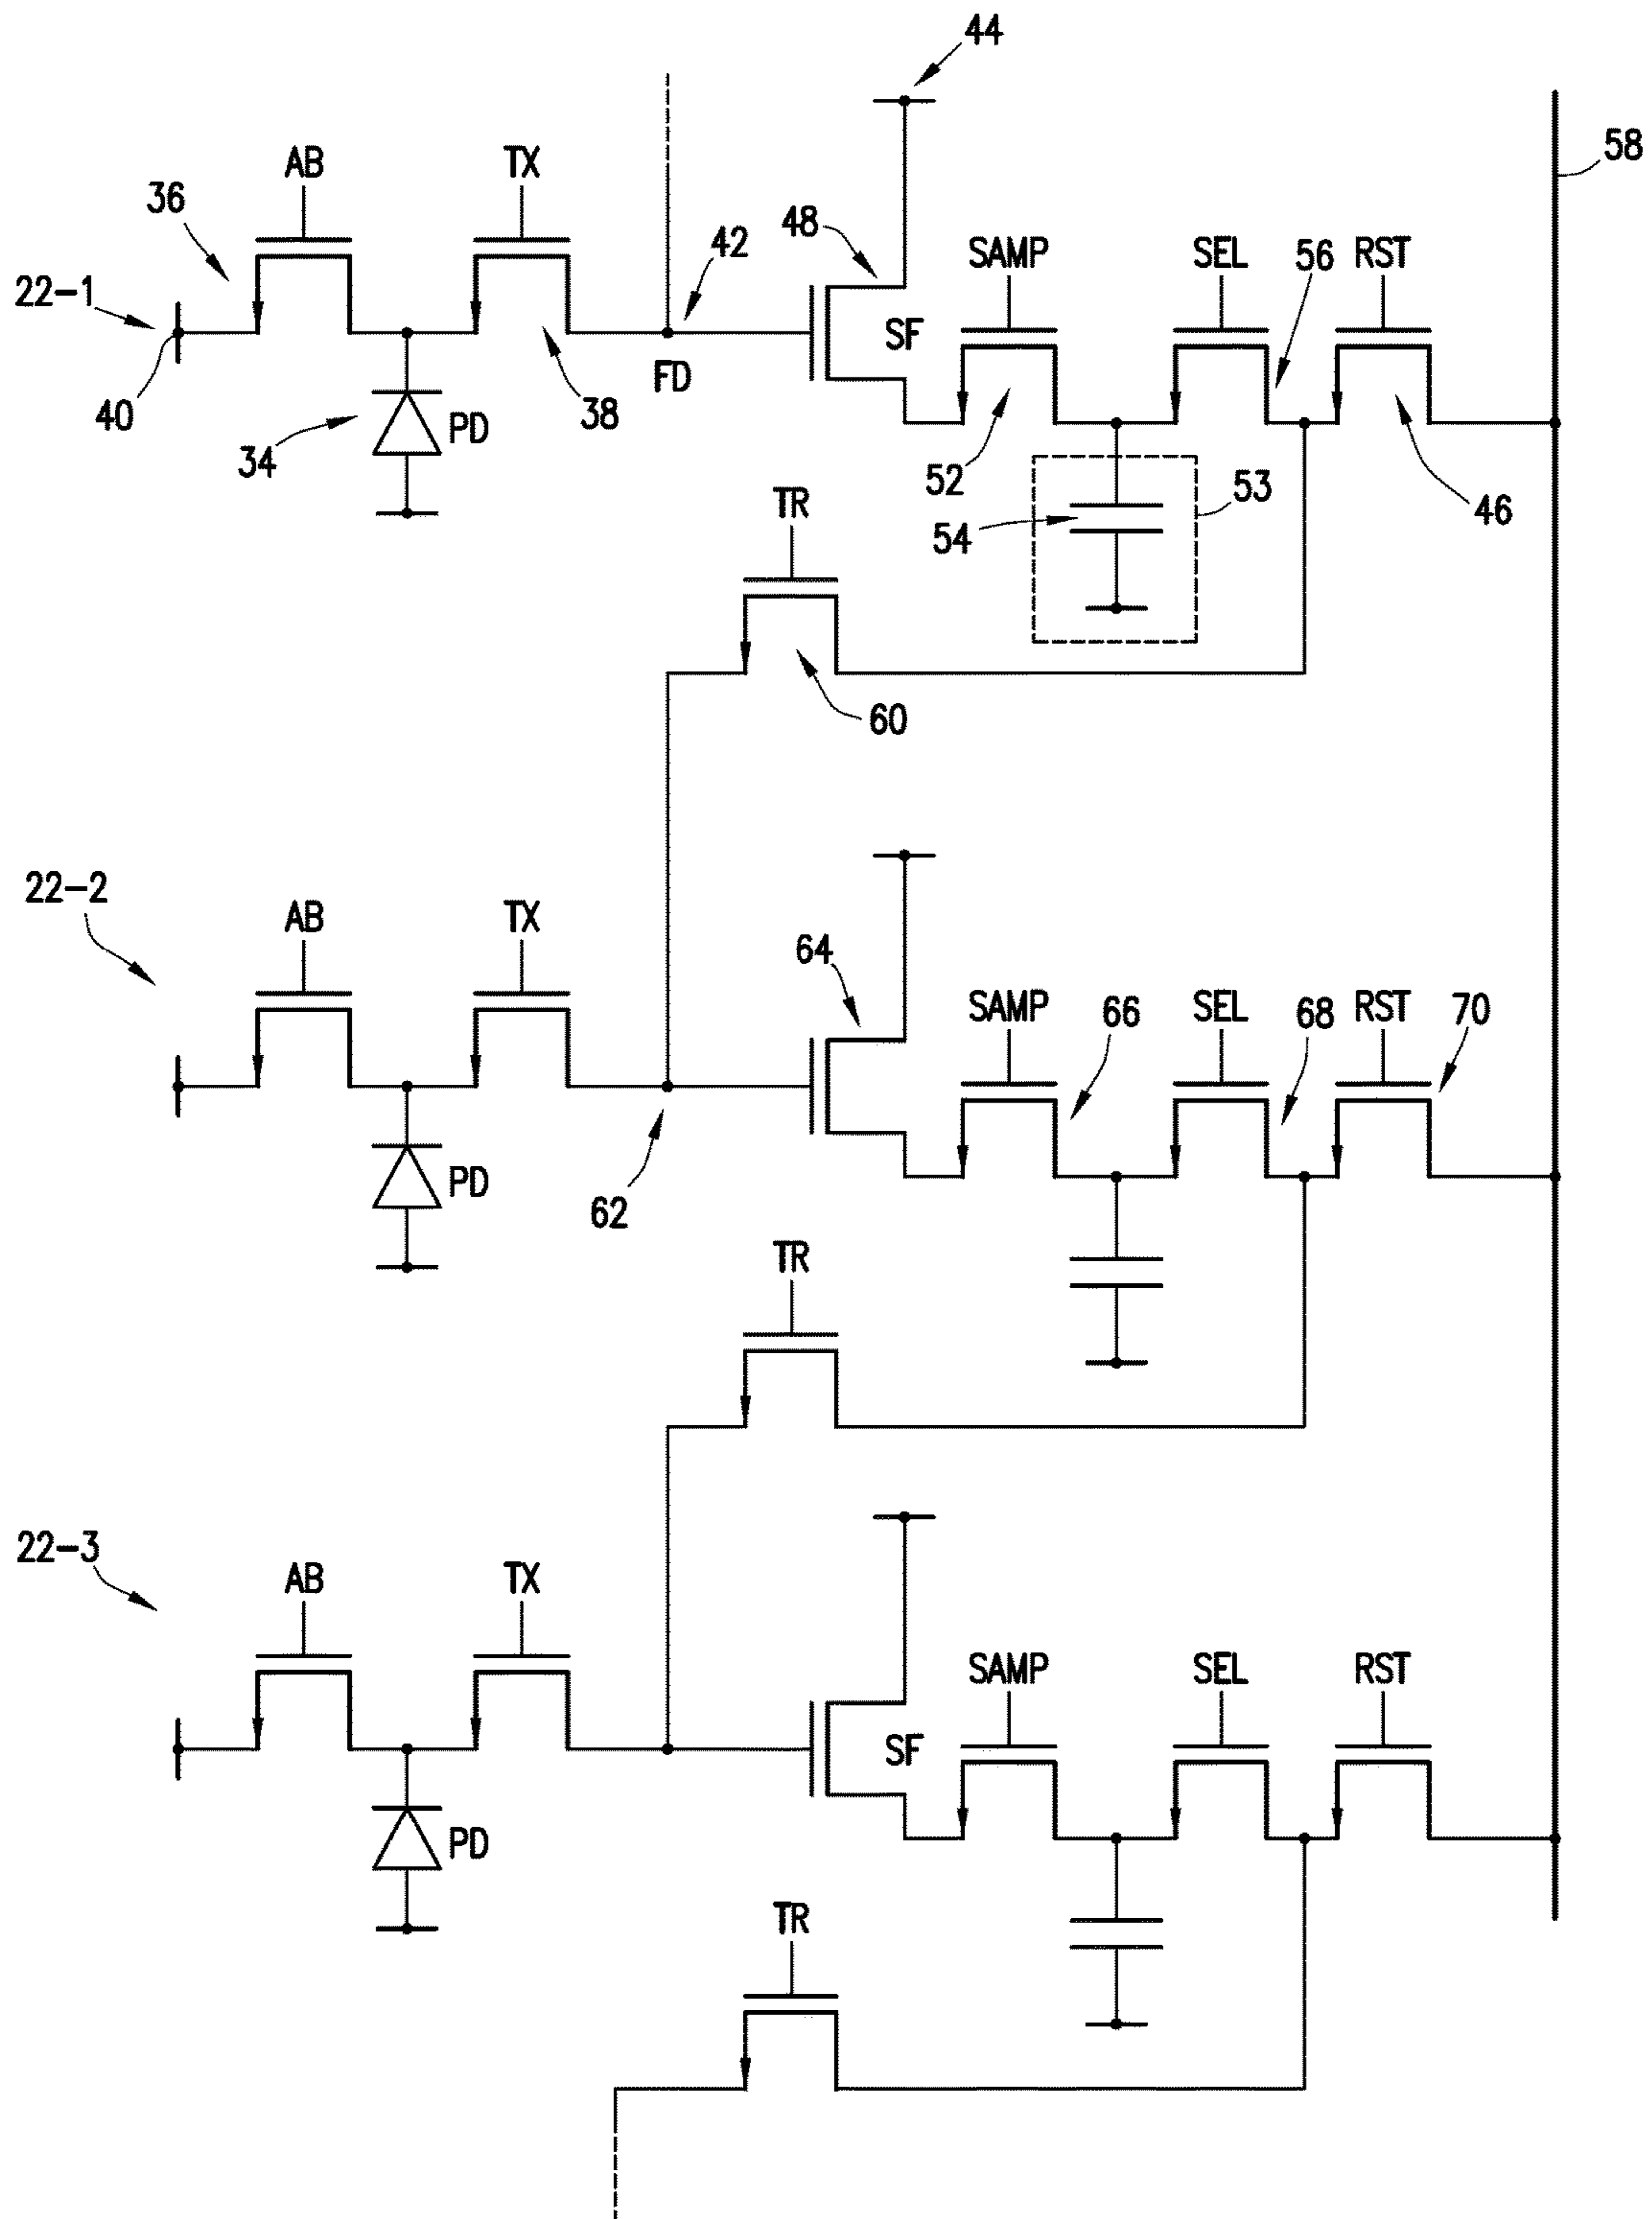 44
58
AB
TX
36
48
42
SAMP
SEL
56
RST
22-1
SF
FD
40
38
PD
34
52
53
46
TR
54
60
22-2
AB
TX
64
SAMP
66
SEL
68
RST
70
PD
62
TR
22-3
AB
TX
SAMP
SEL
RST
SF
PD
TR